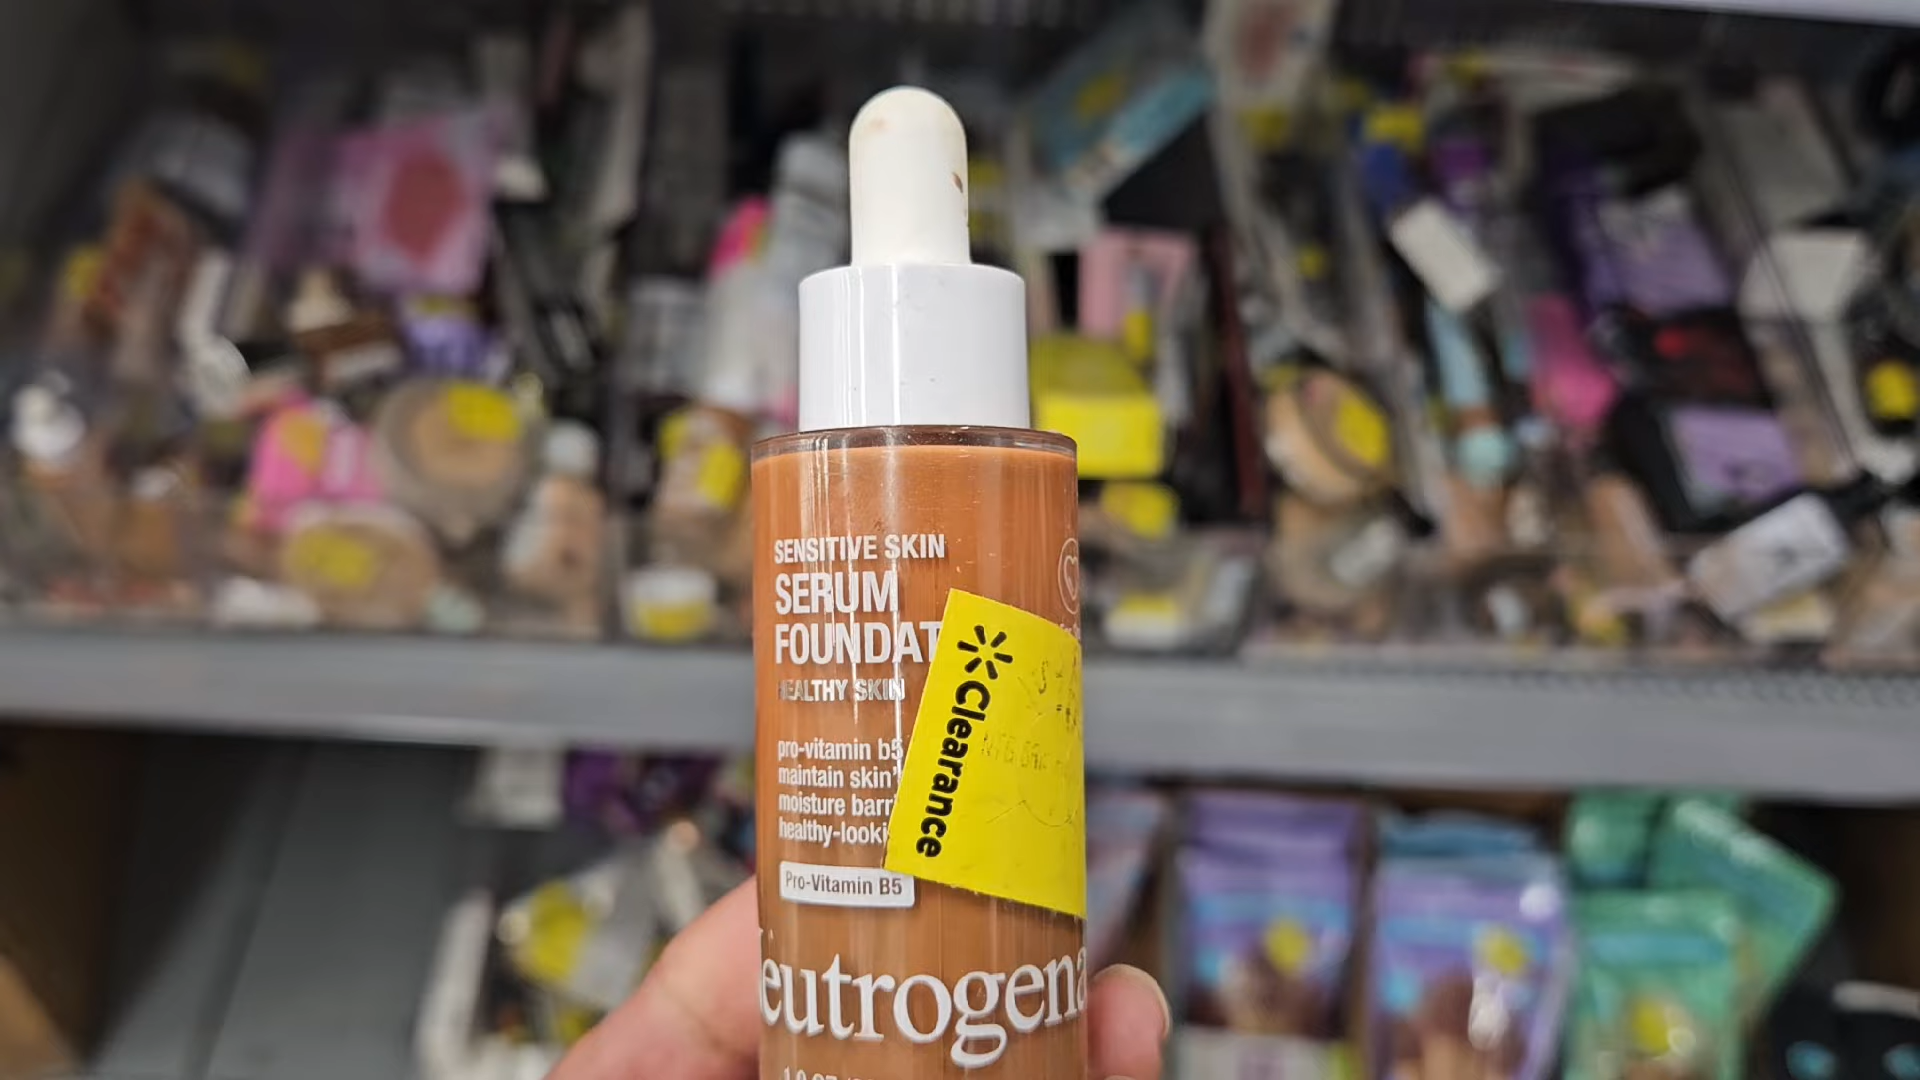 SENSITIVE SKIN
SERUM
FOUNDAT
HEALTHY SKIN
pro-vitamin b5
maintain skin'
moisture barr
healthy-looki
Pro-Vitamin B5
Clearance
Neutrogena